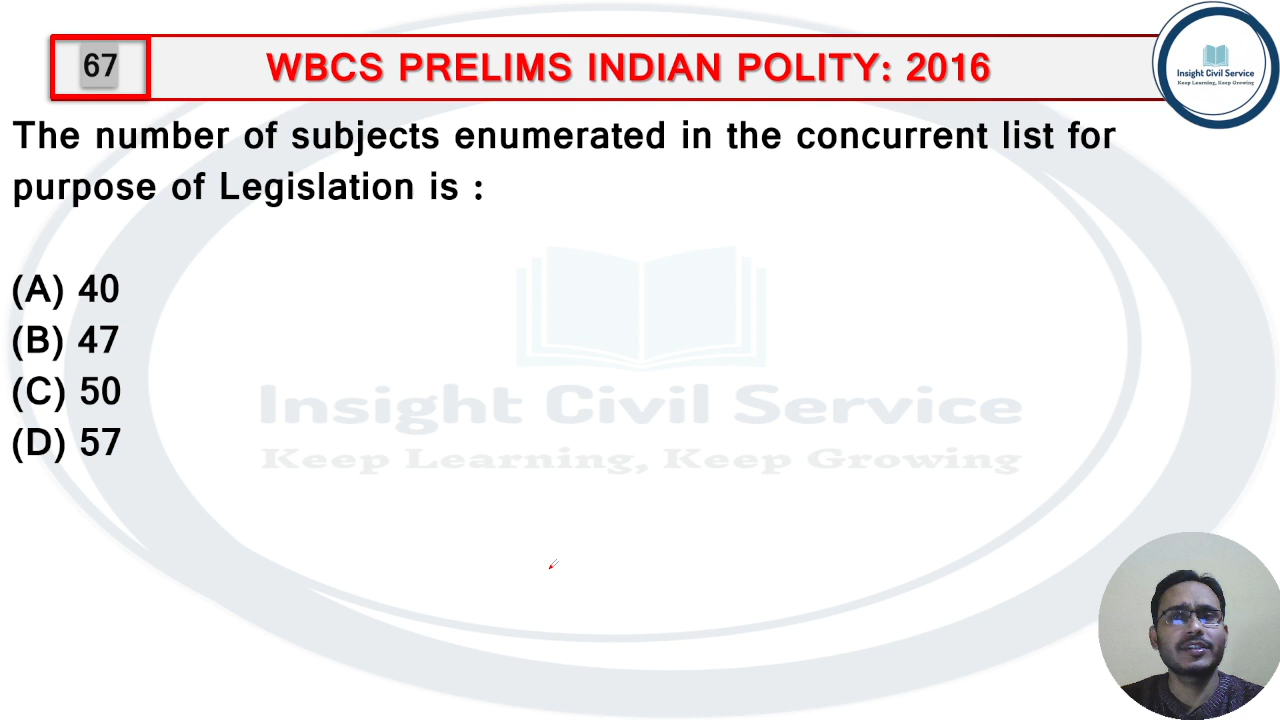 67
WBCS PRELIMS INDIAN POLITY: 2016
Insight Civil Service
Keep Learning, Keep Growing
The number of subjects enumerated in the concurrent list for
purpose of Legislation is :
(A) 40
(B) 47
(C) 50
(D) 57
Insight Civil Service
Keep Learning, Keep Growing